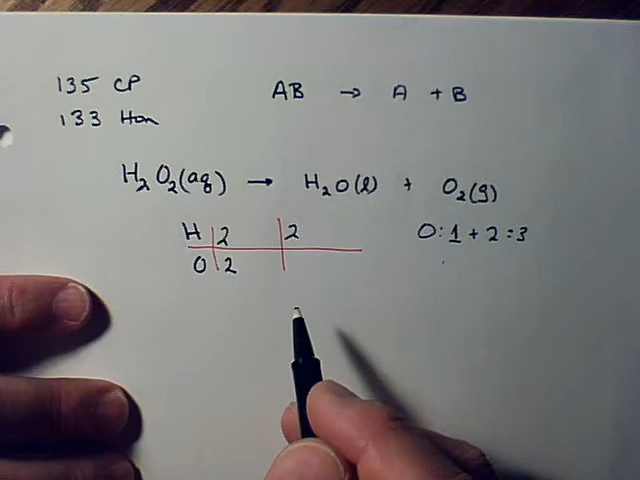 135 CP
133 Hon
AB → A + B
H₂O₂(aq) → H₂O(l) + O₂(g)
H 2 2
O 2
O: 1 + 2 = 3